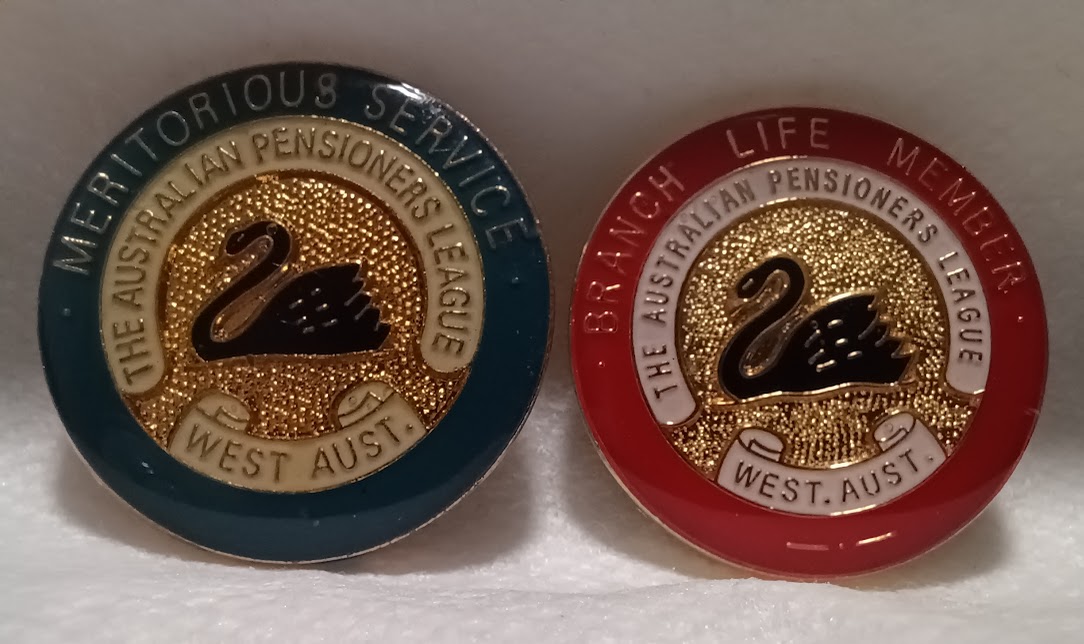 MERITORIOUS SERVICE
THE AUSTRALIAN PENSIONERS LEAGUE
WEST AUST.
BRANCH LIFE MEMBER
THE AUSTRALIAN PENSIONERS LEAGUE
WEST. AUST.